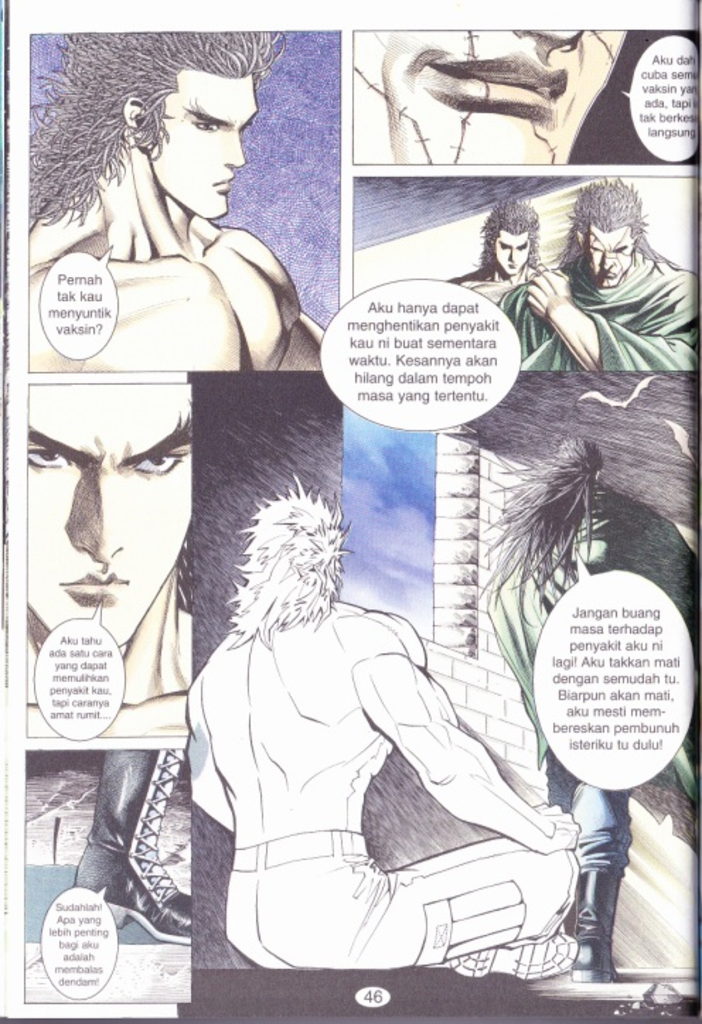 Pernah
tak kau
menyuntik
vaksin?
Aku dah
cuba
vaksin
ada, tapi
tak
langsung
Aku hanya dapat
menghentikan penyakit
kau ni buat sementara
waktu. Kesannya akan
hilang dalam tempoh
masa yang tertentu.
Aku tahu
ada satu cara
yang dapat
memulihkan
penyakit kau,
tapi caranya
amat rumit....
Jangan buang
masa terhadap
penyakit aku ni
lagi! Aku takkan mati
dengan semudah tu.
Biarpun akan mati,
aku mesti mem-
bereskan pembunuh
isteriku tu dulu!
Sudahlah!
Apa yang
lebih penting
bagi aku
adalah
membalas
dendam!
46